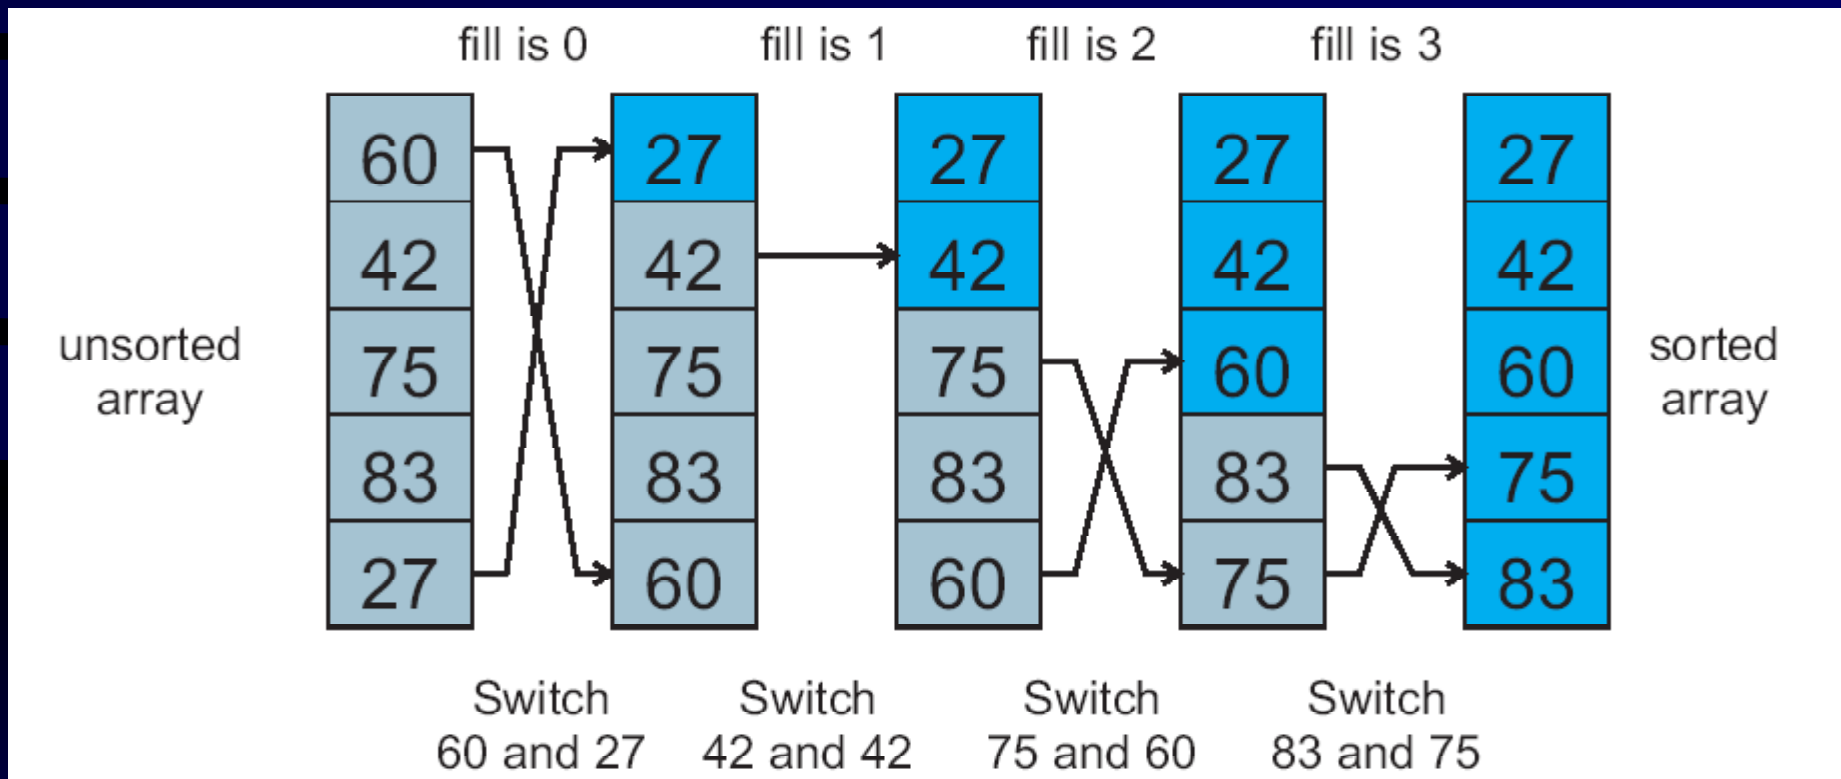 fill is 0
fill is 1
fill is 2
fill is 3
unsorted
array
60
42
75
83
27
27
42
75
83
60
27
42
75
83
60
27
42
60
83
75
27
42
60
75
83
sorted
array
Switch
60 and 27
Switch
42 and 42
Switch
75 and 60
Switch
83 and 75